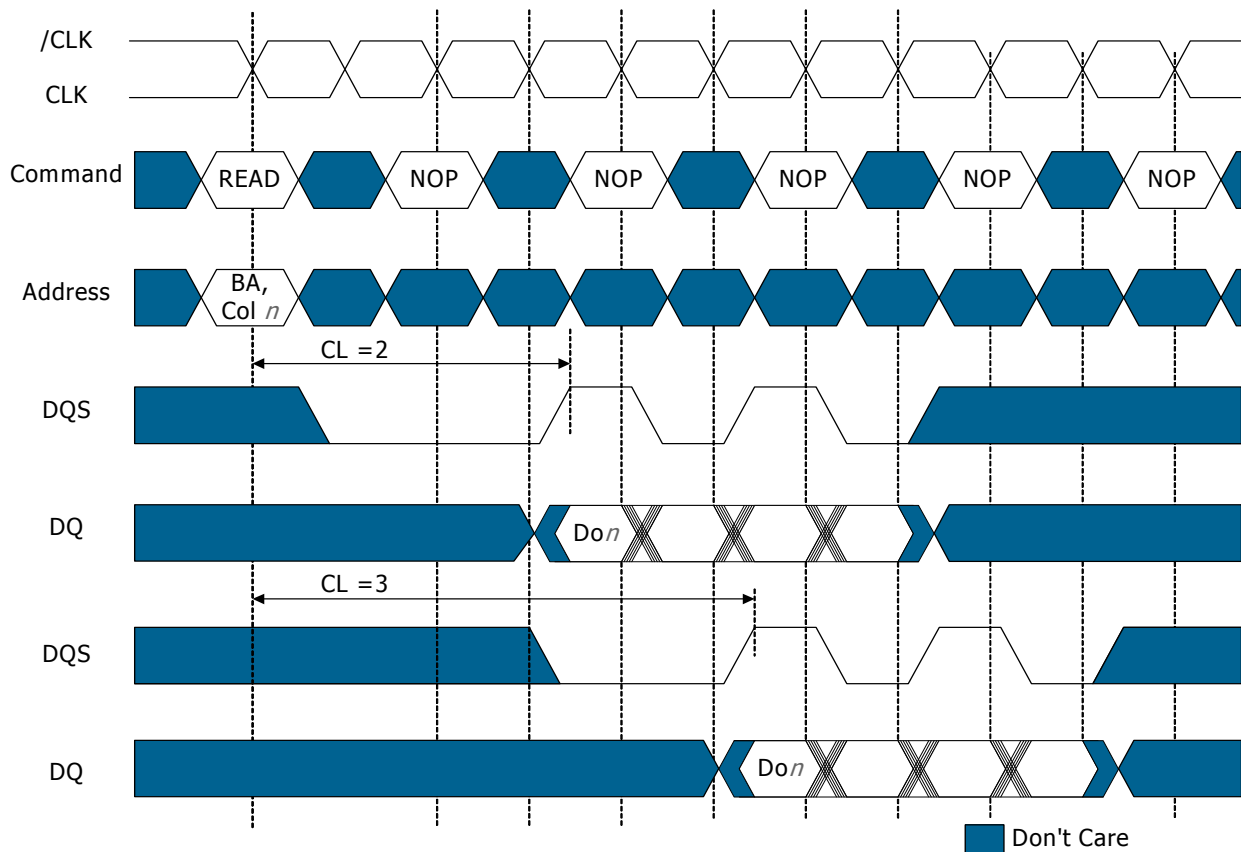 /CLK
CLK
Command
READ
NOP
NOP
NOP
NOP
NOP
Address
BA,
Col n
CL =2
DQS
DQ
Don
CL =3
DQS
DQ
Don
Don't Care